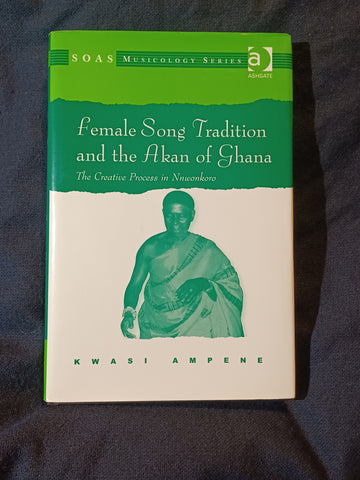 SOAS MUSICOLOGY SERIES
a
ASHGATE
Female Song Tradition
and the Akan of Ghana
The Creative Process in Nnwonkoro
KWASI AMPENE